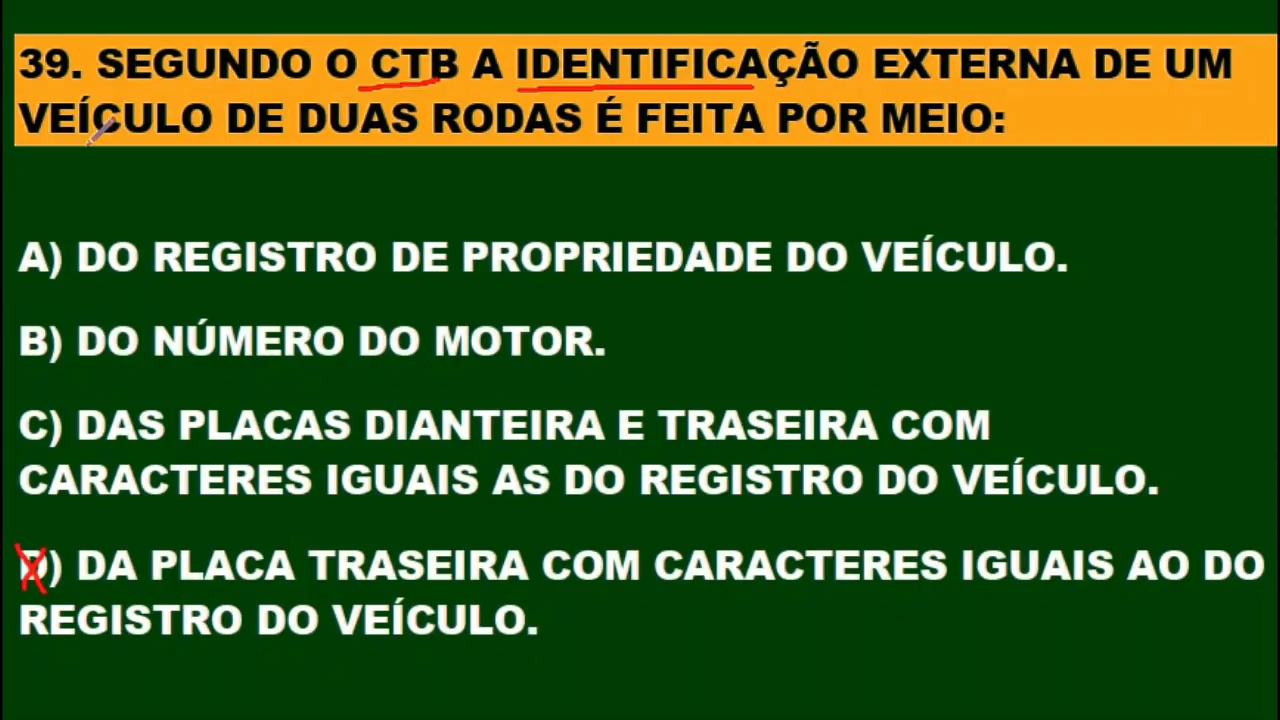 39. SEGUNDO O CTB A IDENTIFICAÇÃO EXTERNA DE UM
VEÍCULO DE DUAS RODAS É FEITA POR MEIO:
A) DO REGISTRO DE PROPRIEDADE DO VEÍCULO.
B) DO NÚMERO DO MOTOR.
C) DAS PLACAS DIANTEIRA E TRASEIRA COM
CARACTERES IGUAIS AS DO REGISTRO DO VEÍCULO.
D) DA PLACA TRASEIRA COM CARACTERES IGUAIS AO DO
REGISTRO DO VEÍCULO.